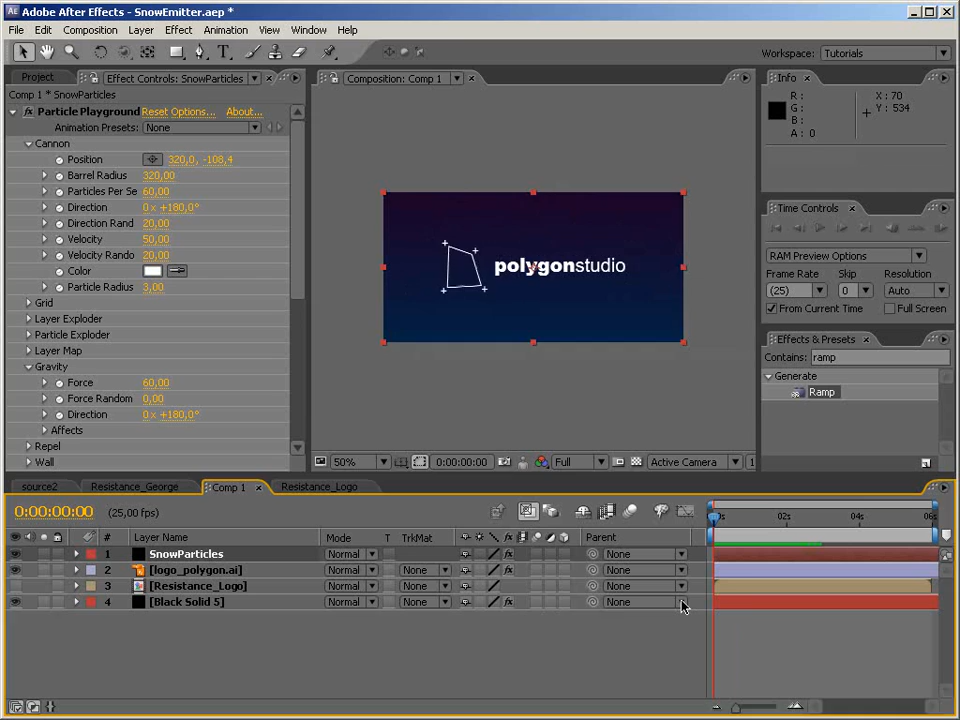 Adobe After Effects - SnowEmitter.aep *
File Edit Composition Layer Effect Animation View Window Help
Workspace: Tutorials
Project Effect Controls: SnowParticles
Comp 1 * SnowParticles
Particle Playground Reset Options... About...
Animation Presets: None
Cannon
Position 320,0, -108,4
Barrel Radius 320,00
Particles Per Se 60,00
Direction 0 x +180,0°
Direction Rand 20,00
Velocity 50,00
Velocity Rando 20,00
Color
Particle Radius 3,00
Grid
Layer Exploder
Particle Exploder
Layer Map
Gravity
Force 60,00
Force Random 0,00
Direction 0 x +180,0°
Affects
Repel
Wall
Composition: Comp 1
polygonstudio
50% 0:00:00:00 Full Active Camera 1
Info
R :
G :
B :
A : 0
X : 70
Y : 534
Time Controls
RAM Preview Options
Frame Rate Skip Resolution
(25) 0 Auto
From Current Time Full Screen
Effects & Presets
Contains: ramp
Generate
Ramp
source2 Resistance_George Comp 1 Resistance_Logo
0:00:00:00 (25,00 fps)
# Layer Name Mode T TrkMat Parent
02s 04s 06s
1 SnowParticles Normal None
2 [logo_polygon.ai] Normal None None
3 [Resistance_Logo] Normal None None
4 [Black Solid 5] Normal None None